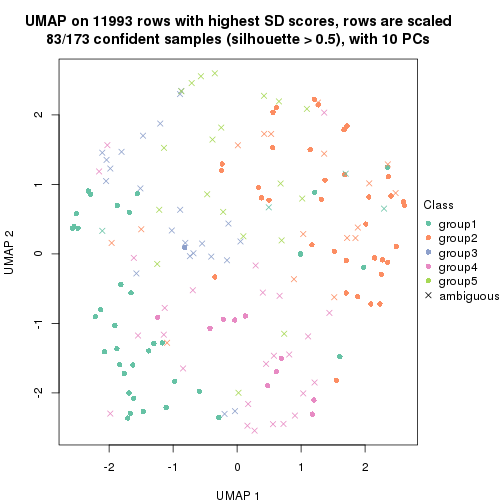 UMAP on 11993 rows with highest SD scores, rows are scaled
83/173 confident samples (silhouette > 0.5), with 10 PCs
2
1
0
-1
-2
UMAP 2
-2
-1
0
1
2
UMAP 1
Class
group1
group2
group3
group4
group5
ambiguous